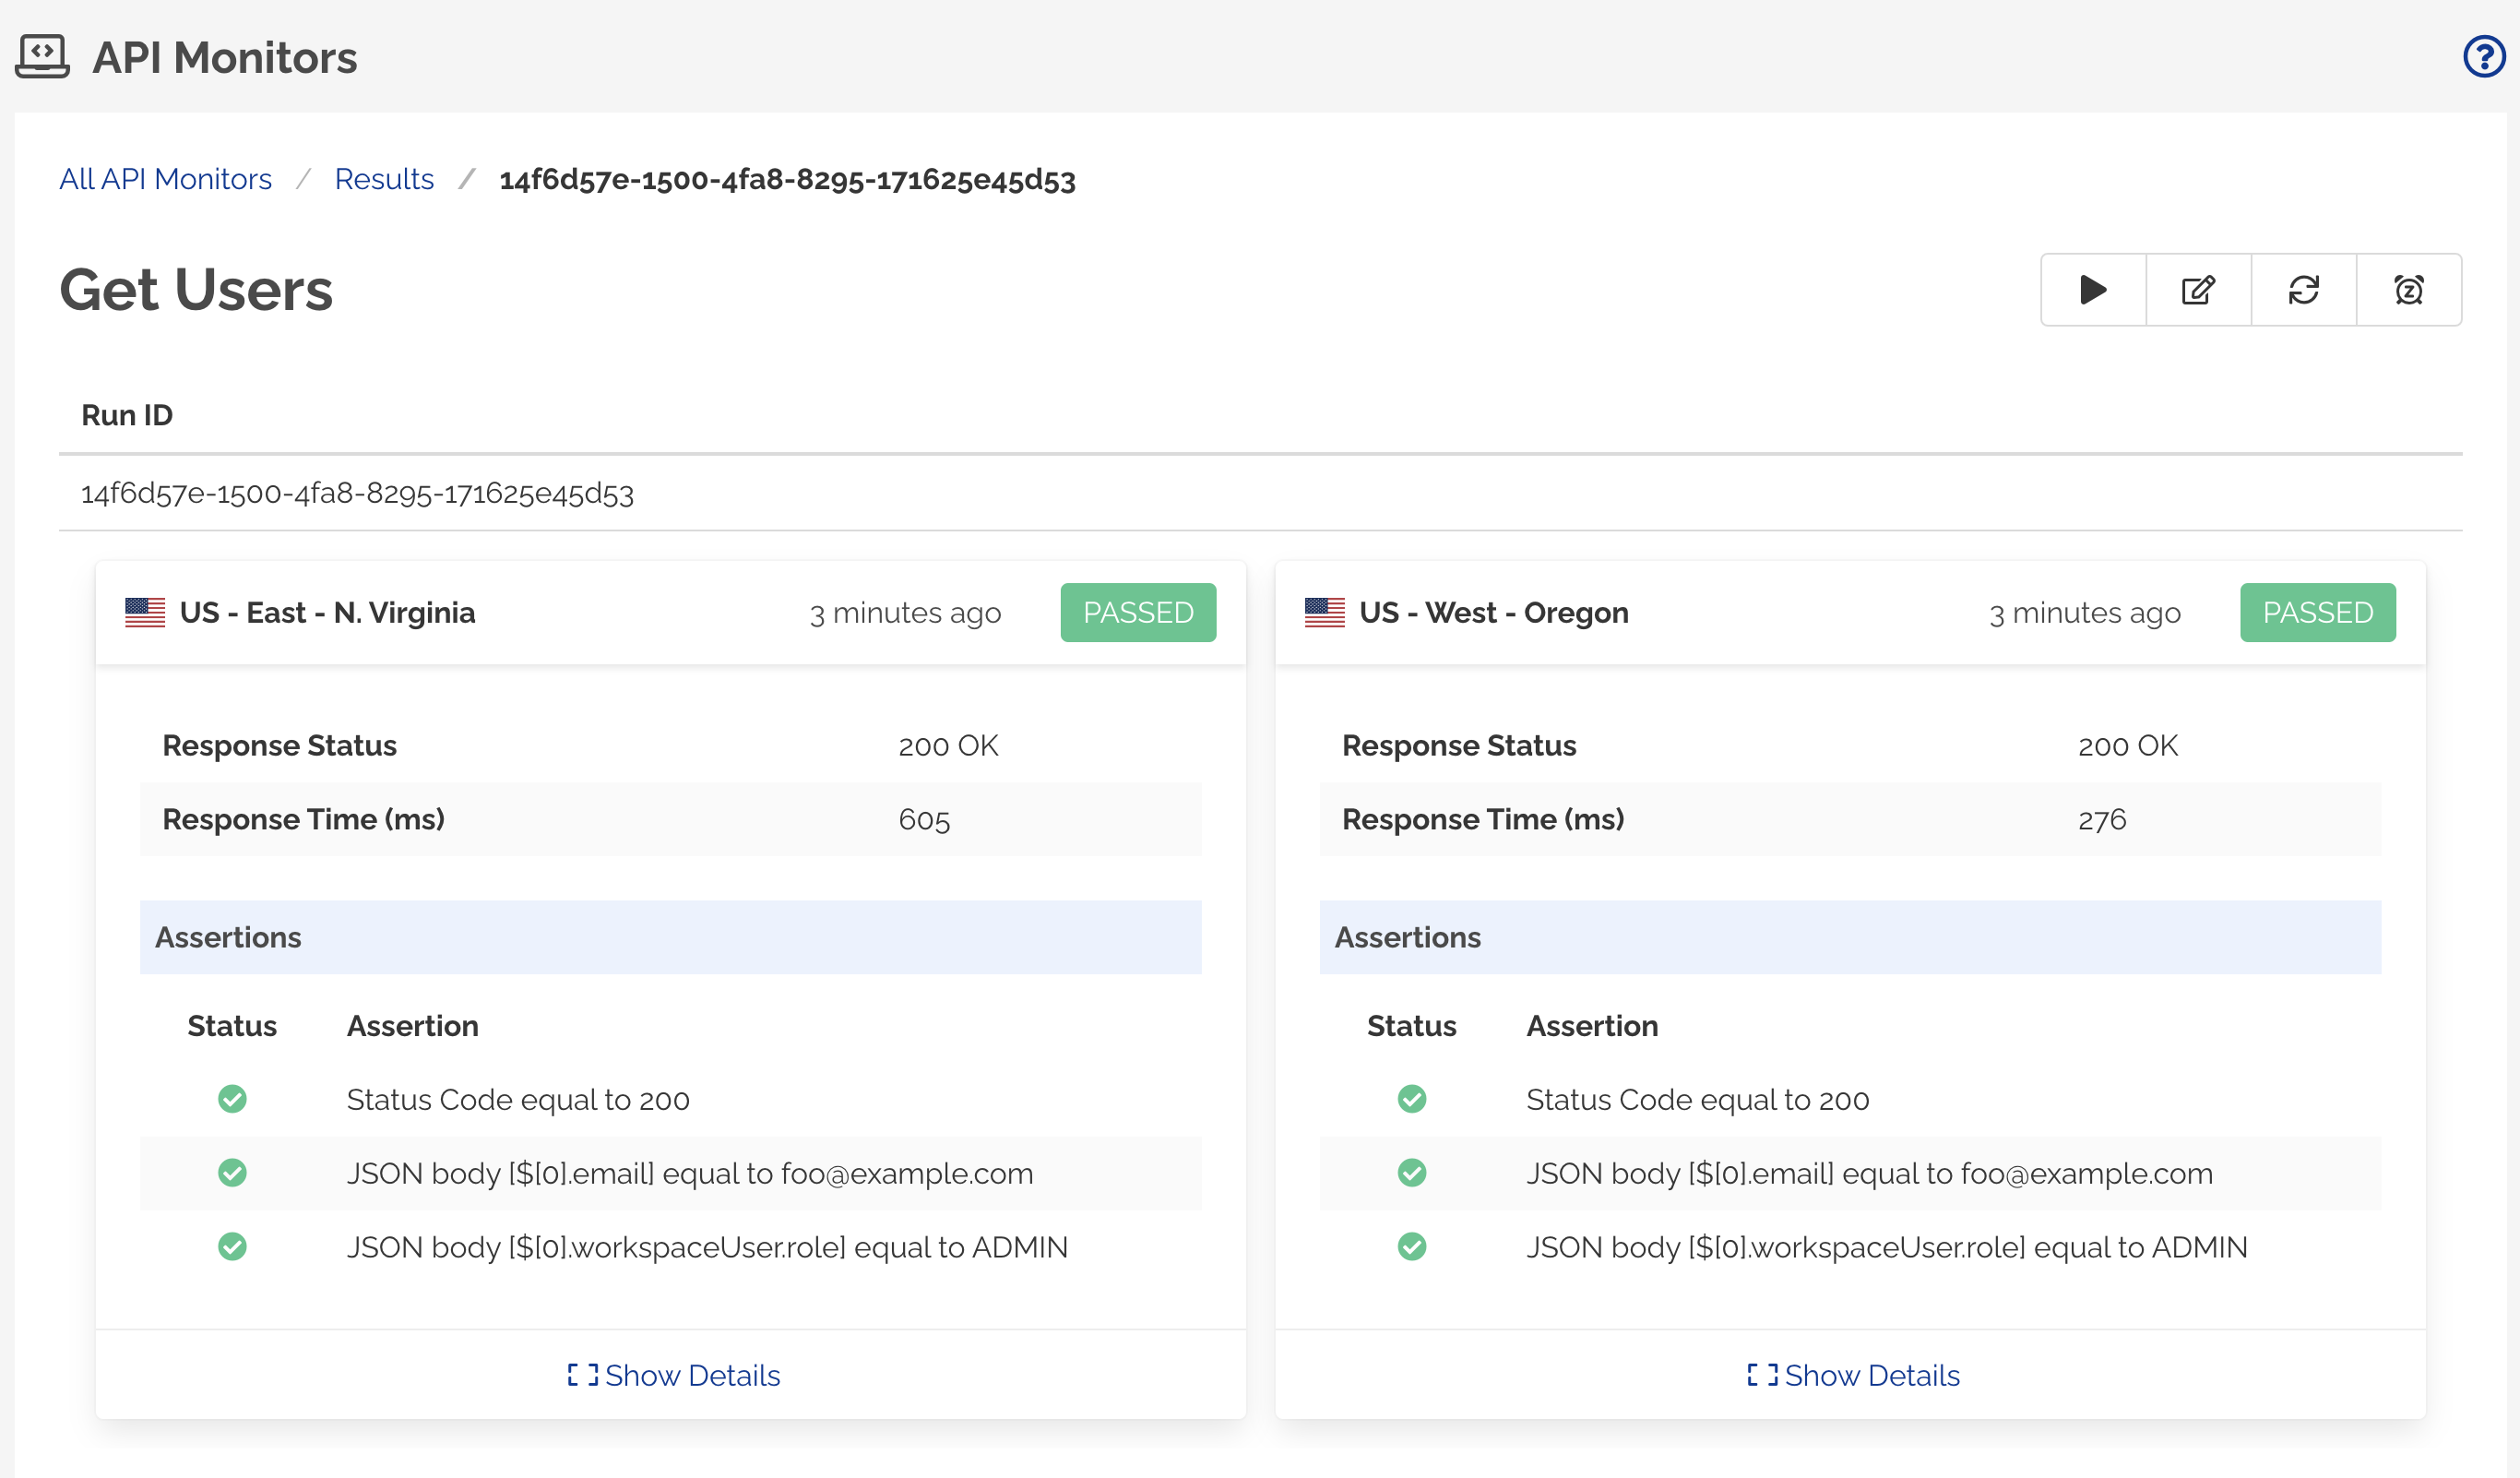 API Monitors
All API Monitors / Results / 14f6d57e-1500-4fa8-8295-171625e45d53
Get Users
Run ID
14f6d57e-1500-4fa8-8295-171625e45d53
US - East - N. Virginia 3 minutes ago PASSED
Response Status 200 OK
Response Time (ms) 605
Assertions
Status Assertion
Status Code equal to 200
JSON body [$[0].email] equal to foo@example.com
JSON body [$[0].workspaceUser.role] equal to ADMIN
Show Details
US - West - Oregon 3 minutes ago PASSED
Response Status 200 OK
Response Time (ms) 276
Assertions
Status Assertion
Status Code equal to 200
JSON body [$[0].email] equal to foo@example.com
JSON body [$[0].workspaceUser.role] equal to ADMIN
Show Details